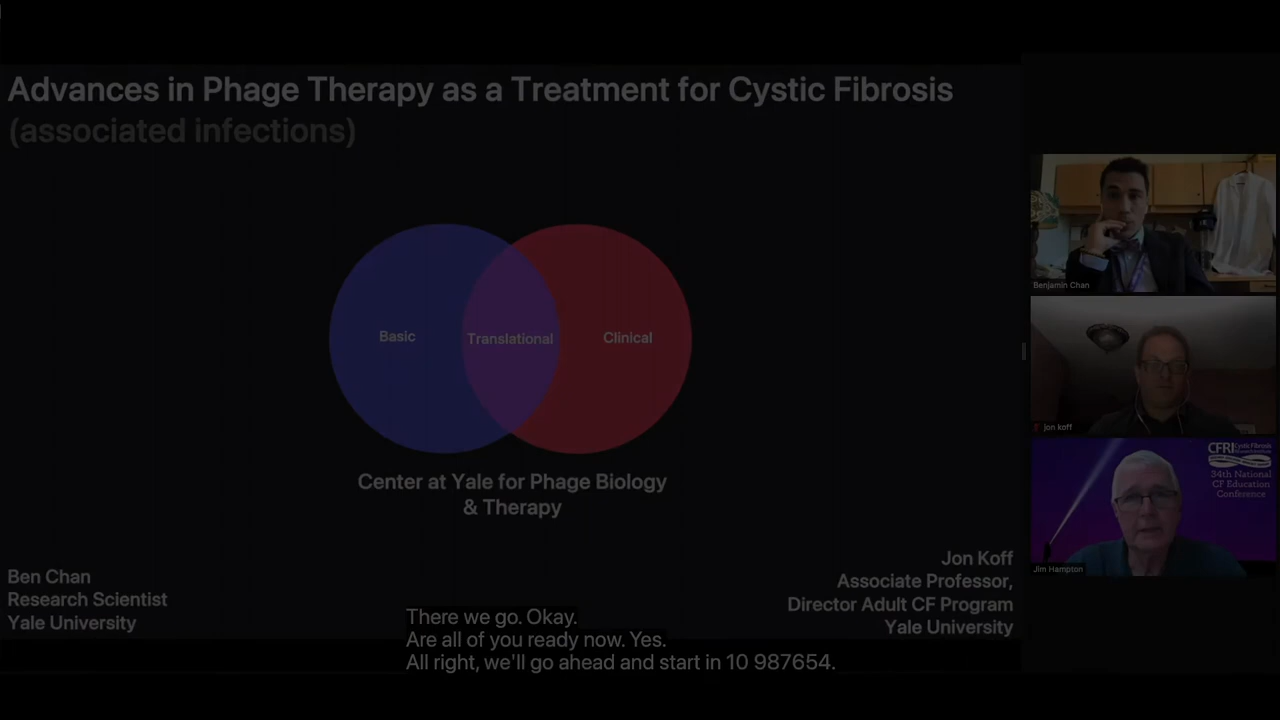 Advances in Phage Therapy as a Treatment for Cystic Fibrosis
(associated infections)
Basic
Translational
Clinical
Center at Yale for Phage Biology
& Therapy
Ben Chan
Research Scientist
Yale University
Jon Koff
Associate Professor,
Director Adult CF Program
Yale University
There we go. Okay.
Are all of you ready now. Yes.
All right, we'll go ahead and start in 10 987654.
Benjamin Chan
jon koff
CFRI
Cystic Fibrosis
34th National
CF Education
Conference
Jim Hampton